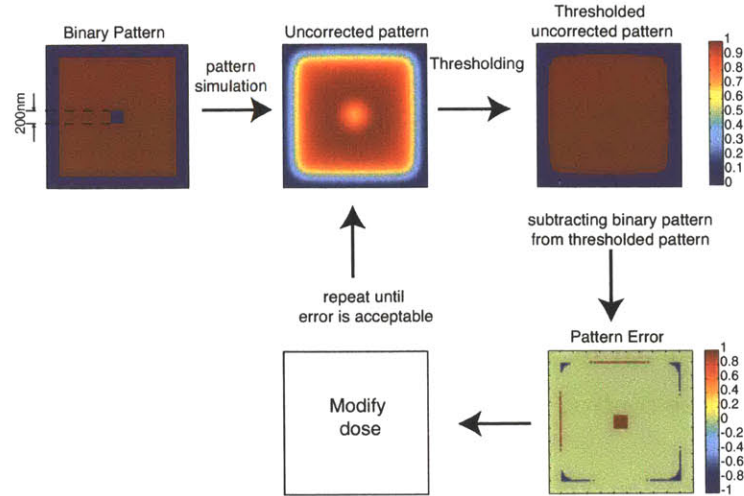 Binary Pattern
200nm
pattern
simulation
Uncorrected pattern
Thresholding
Thresholded
uncorrected pattern
1
0.9
0.8
0.7
0.6
0.5
0.4
0.3
0.2
0.1
0
subtracting binary pattern
from thresholded pattern
repeat until
error is acceptable
Modify
dose
Pattern Error
1
0.8
0.6
0.4
0.2
0
-0.2
-0.4
-0.6
-0.8
-1